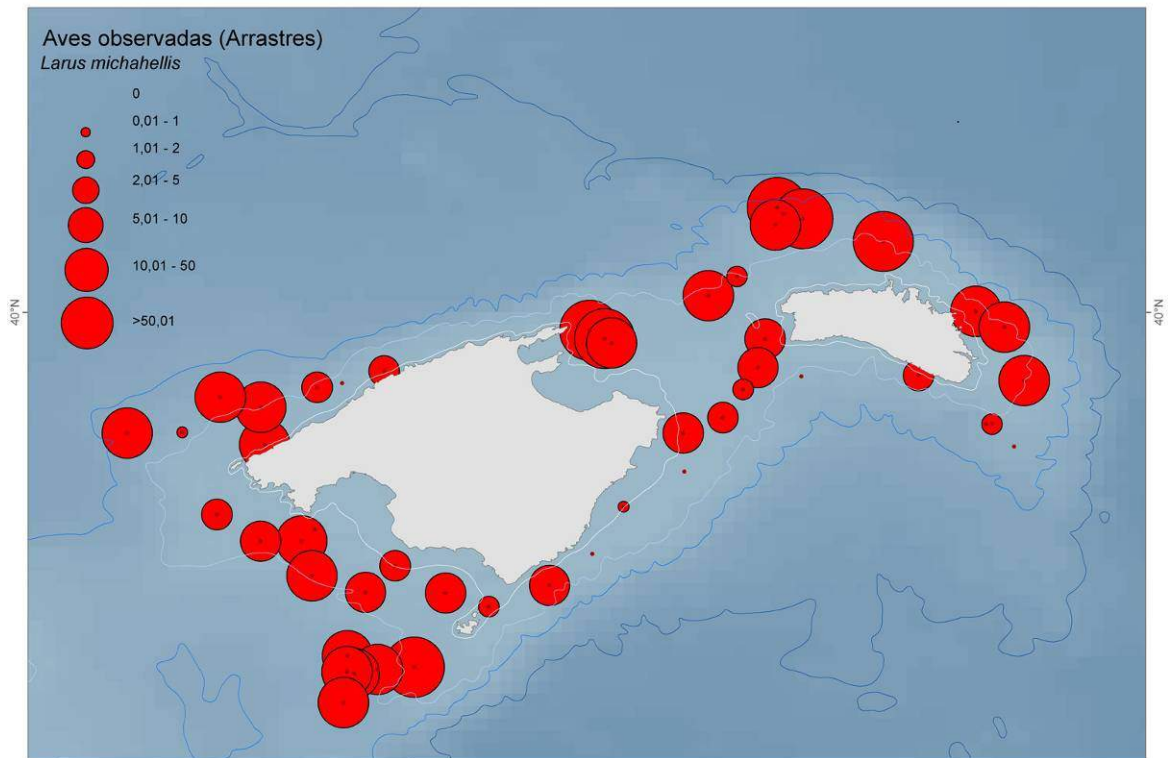 Aves observadas (Arrastres)
Larus michahellis
0
0,01 - 1
1,01 - 2
2,01 - 5
5,01 - 10
10,01 - 50
>50,01
40°N
40°N